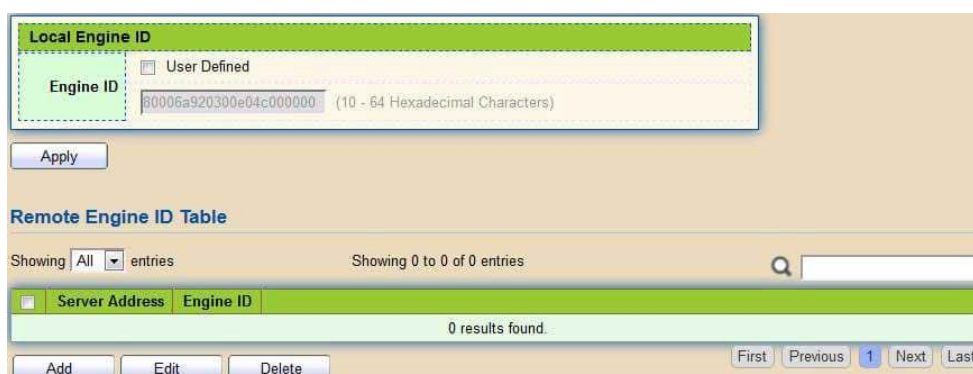 Local Engine ID
Engine ID
User Defined
80006a920300e04c000000 (10 - 64 Hexadecimal Characters)
Apply
Remote Engine ID Table
Showing All entries Showing 0 to 0 of 0 entries
Server Address Engine ID
0 results found.
Add Edit Delete First Previous 1 Next Last